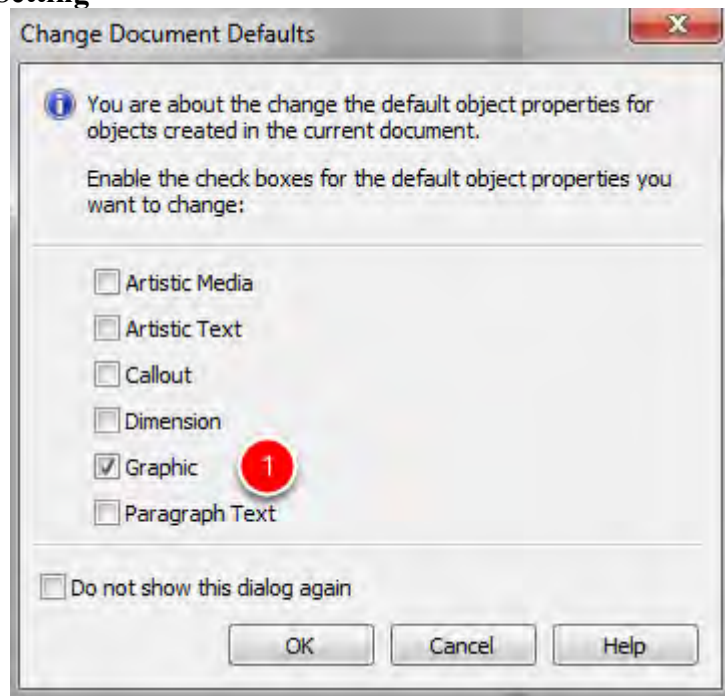 Change Document Defaults
You are about the change the default object properties for
objects created in the current document.
Enable the check boxes for the default object properties you
want to change:
Artistic Media
Artistic Text
Callout
Dimension
Graphic 1
Paragraph Text
Do not show this dialog again
OK Cancel Help